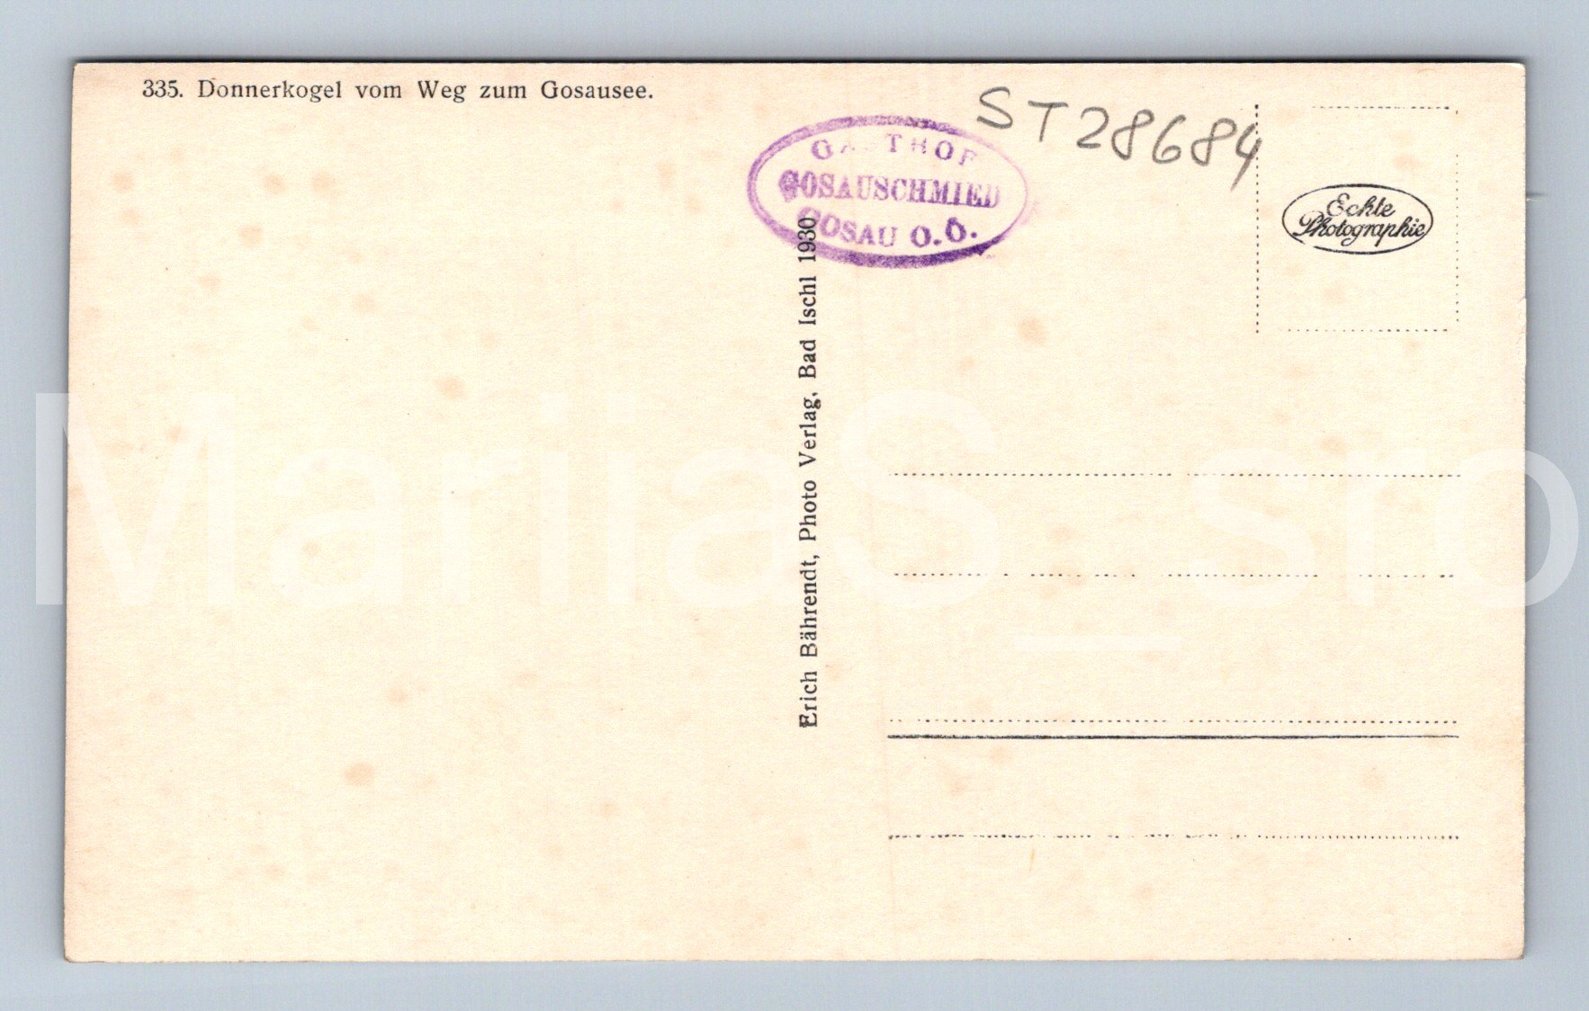 335. Donnerkogel vom Weg zum Gosausee.
GASTHOF
GOSAUSCHMIED
GOSAU O.Ö.
ST28684
Echte
Photographie
Erich Bährendt, Photo Verlag, Bad Ischl 1930
MarilaS_sro